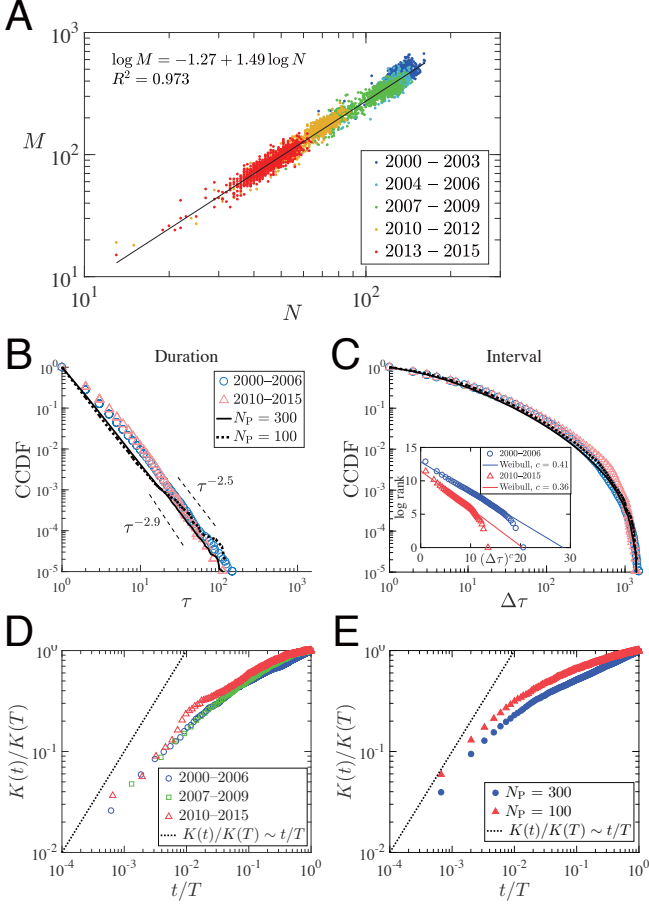 A
log M = −1.27 + 1.49 log N
R² = 0.973
10³
10²
10¹
M
2000 − 2003
2004 − 2006
2007 − 2009
2010 − 2012
2013 − 2015
10¹
10²
N
B
Duration
10⁰
10⁻¹
10⁻²
10⁻³
10⁻⁴
10⁻⁵
CCDF
2000–2006
2010–2015
N_P = 300
N_P = 100
τ^−2.5
τ^−2.9
10⁰
10¹
10²
10³
τ
C
Interval
10⁰
10⁻¹
10⁻²
10⁻³
10⁻⁴
10⁻⁵
CCDF
15
10
5
0
log rank
2000–2006
Weibull, c = 0.41
2010–2015
Weibull, c = 0.36
0
10
20
30
(Δτ)^c
10⁰
10¹
10²
10³
Δτ
D
10⁰
10⁻¹
10⁻²
K(t)/K(T)
2000–2006
2007–2009
2010–2015
K(t)/K(T) ∼ t/T
10⁻⁴
10⁻³
10⁻²
10⁻¹
10⁰
t/T
E
10⁰
10⁻¹
10⁻²
K(t)/K(T)
N_P = 300
N_P = 100
K(t)/K(T) ∼ t/T
10⁻⁴
10⁻³
10⁻²
10⁻¹
10⁰
t/T